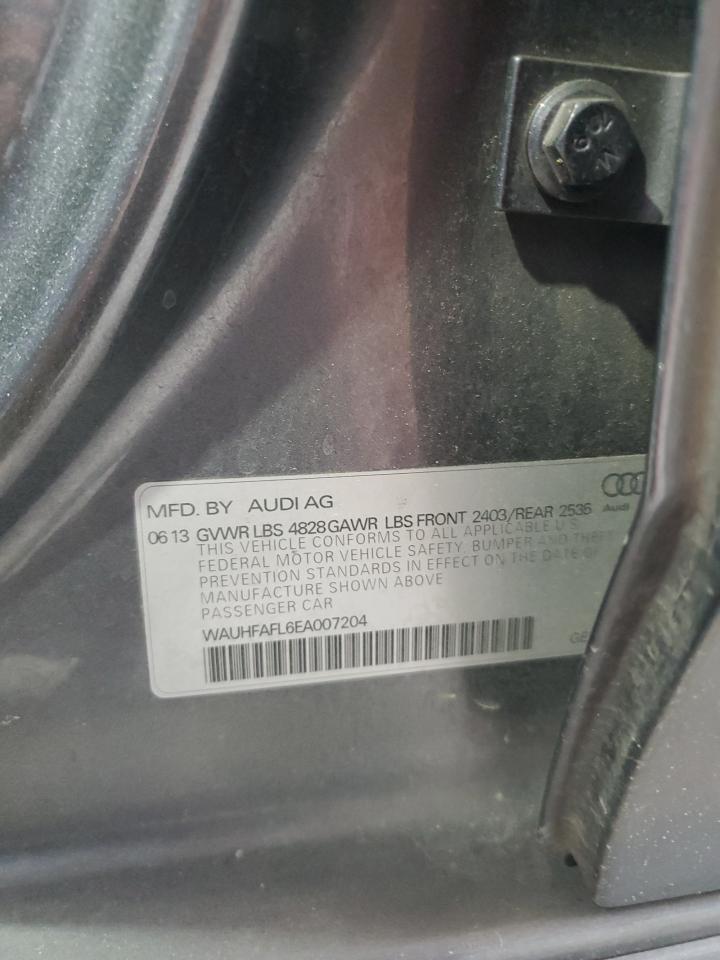 MFD. BY AUDI AG
Audi
06 13 GVWR LBS 4828 GAWR LBS FRONT 2403/REAR 2536
THIS VEHICLE CONFORMS TO ALL APPLICABLE U.S.
FEDERAL MOTOR VEHICLE SAFETY, BUMPER AND THEFT
PREVENTION STANDARDS IN EFFECT ON THE DATE OF
MANUFACTURE SHOWN ABOVE
PASSENGER CAR
WAUHFAFL6EA007204